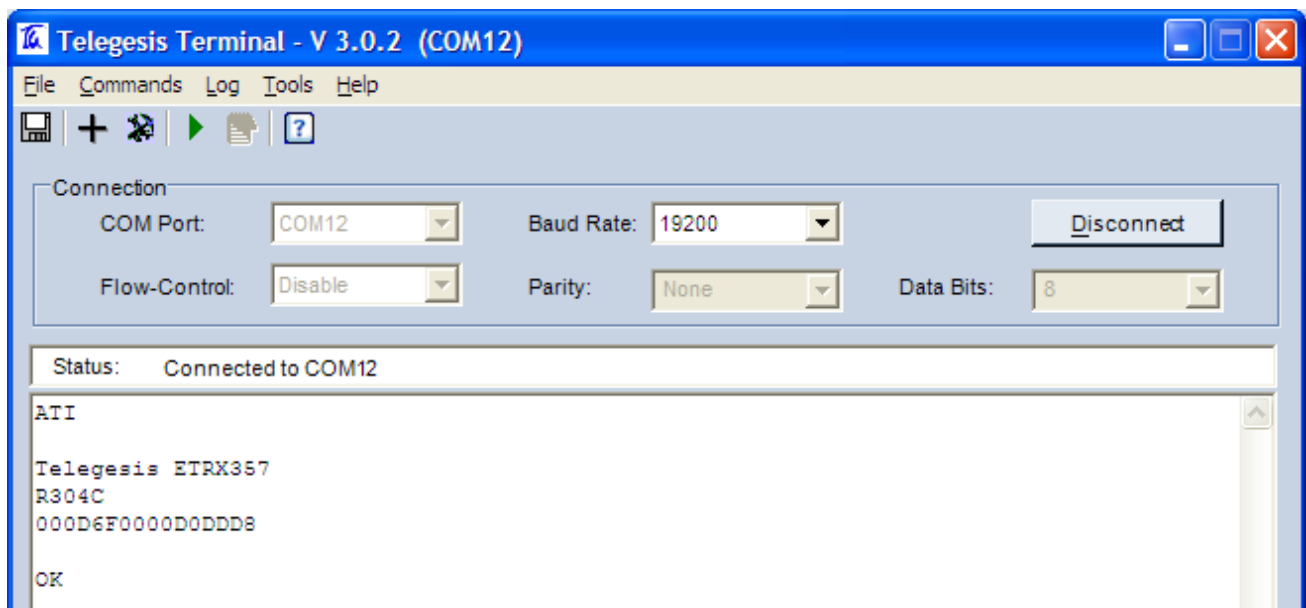 Telegesis Terminal - V 3.0.2 (COM12)
File Commands Log Tools Help
Connection
COM Port: COM12 Baud Rate: 19200 Disconnect
Flow-Control: Disable Parity: None Data Bits: 8
Status: Connected to COM12
ATI
Telegesis ETRX357
R304C
000D6F0000D0DDD8
OK